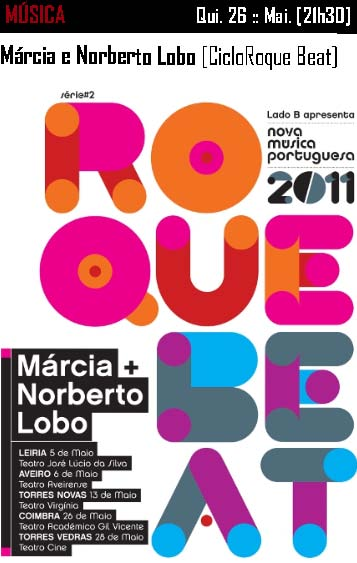 MÚSICA Qui. 26 :: Mai. (21h30)
Márcia e Norberto Lobo (CicloRoque Beat)
série#2
Lado B apresenta
nova
musica
portuguesa
2011
ROQUE
BEAT
Márcia +
Norberto
Lobo
LEIRIA 5 de Maio
Teatro José Lúcio da Silva
AVEIRO 6 de Maio
Teatro Aveirense
TORRES NOVAS 13 de Maio
Teatro Virgínia
COIMBRA 26 de Maio
Teatro Académico Gil Vicente
TORRES VEDRAS 28 de Maio
Teatro Cine